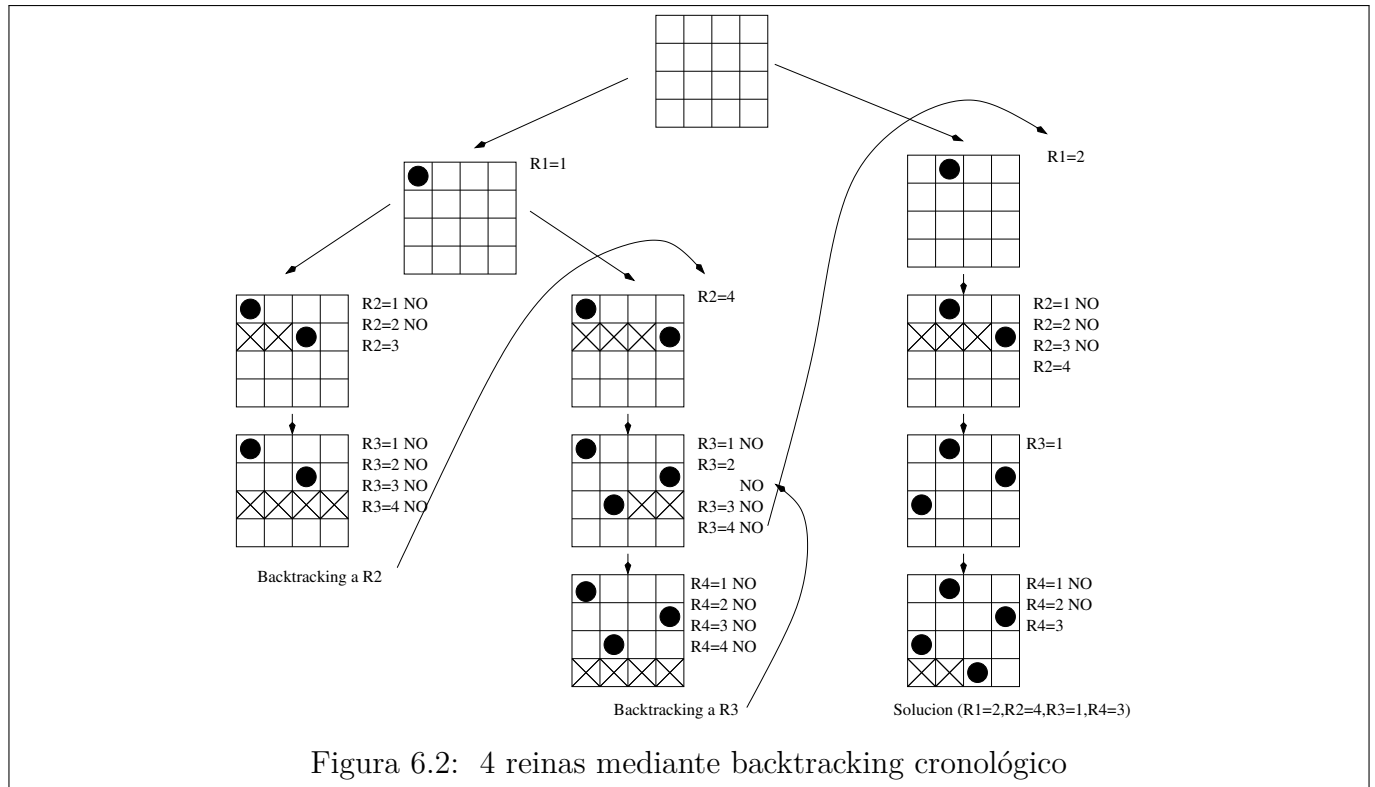 R1=1
R1=2
R2=1 NO
R2=2 NO
R2=3
R2=4
R2=1 NO
R2=2 NO
R2=3 NO
R2=4
R3=1 NO
R3=2 NO
R3=3 NO
R3=4 NO
R3=1 NO
R3=2
NO
R3=3 NO
R3=4 NO
R3=1
Backtracking a R2
R4=1 NO
R4=2 NO
R4=3 NO
R4=4 NO
R4=1 NO
R4=2 NO
R4=3
Backtracking a R3
Solucion (R1=2,R2=4,R3=1,R4=3)
Figura 6.2: 4 reinas mediante backtracking cronológico